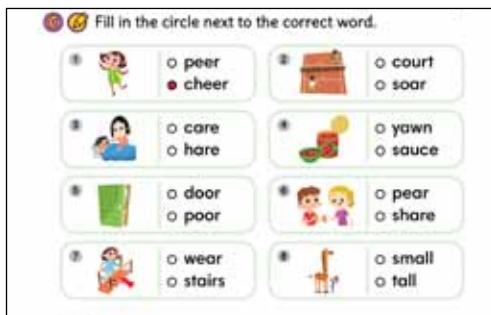 Fill in the circle next to the correct word.
1 peer
cheer
2 court
soar
3 care
hare
4 yawn
sauce
5 door
poor
6 pear
share
7 wear
stairs
8 small
tall